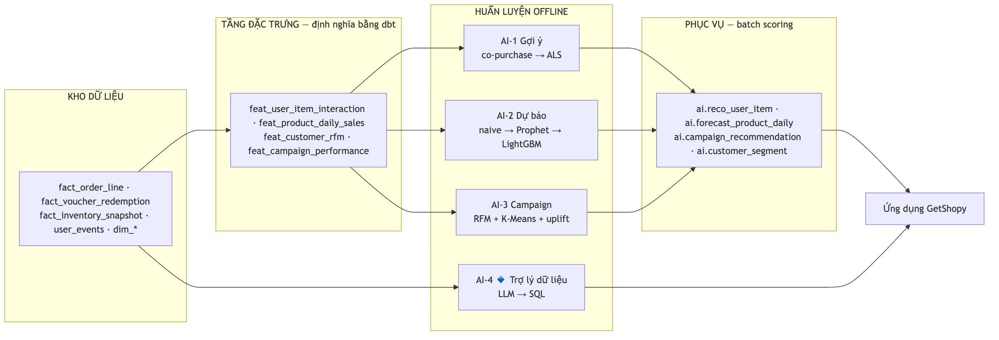 KHO DỮ LIỆU
fact_order_line ·
fact_voucher_redemption
fact_inventory_snapshot ·
user_events · dim_*
TẦNG ĐẶC TRƯNG — định nghĩa bằng dbt
feat_user_item_interaction
· feat_product_daily_sales
feat_customer_rfm ·
feat_campaign_performance
HUẤN LUYỆN OFFLINE
AI-1 Gợi ý
co-purchase → ALS
AI-2 Dự báo
naive → Prophet →
LightGBM
AI-3 Campaign
RFM + K-Means + uplift
AI-4 🔷 Trợ lý dữ liệu
LLM → SQL
PHỤC VỤ — batch scoring
ai.reco_user_item ·
ai.forecast_product_daily
ai.campaign_recommendation
· ai.customer_segment
Ứng dụng GetShopy